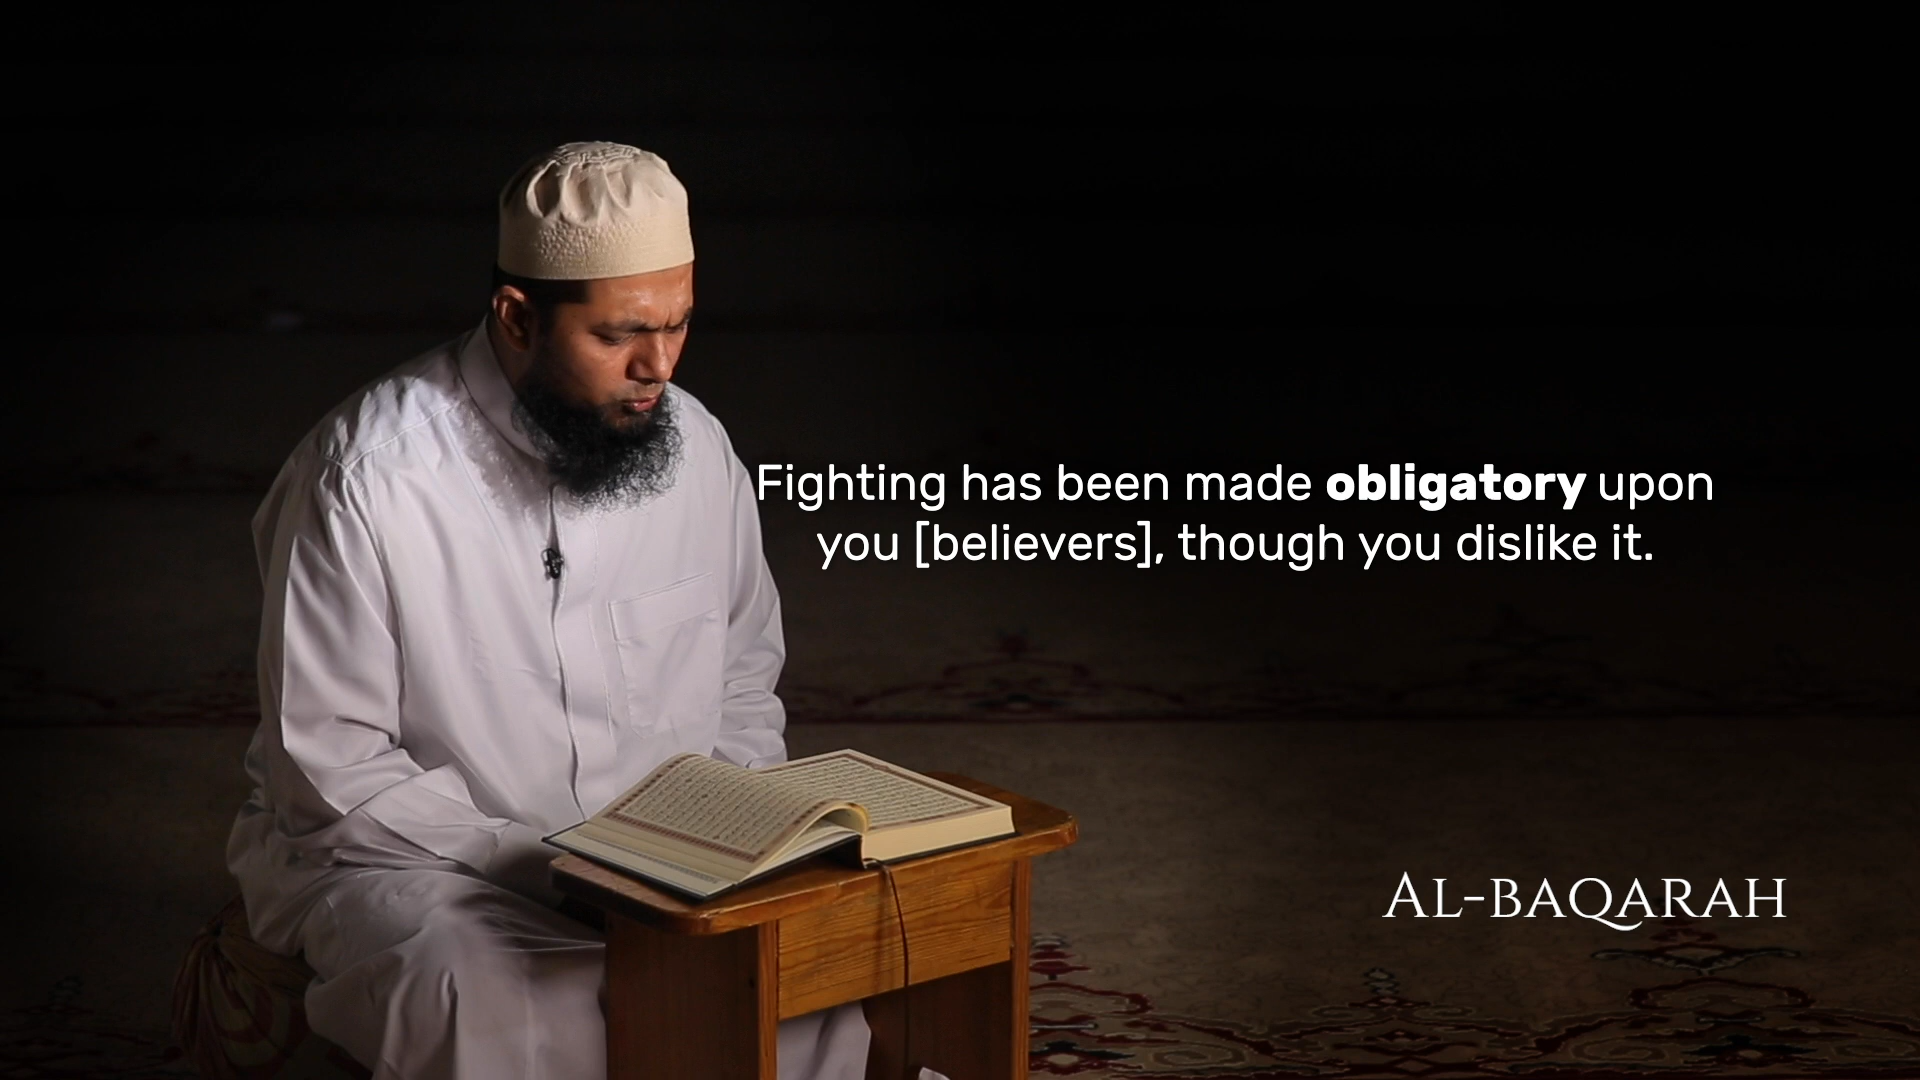 Fighting has been made obligatory upon
you [believers], though you dislike it.
AL-BAQARAH